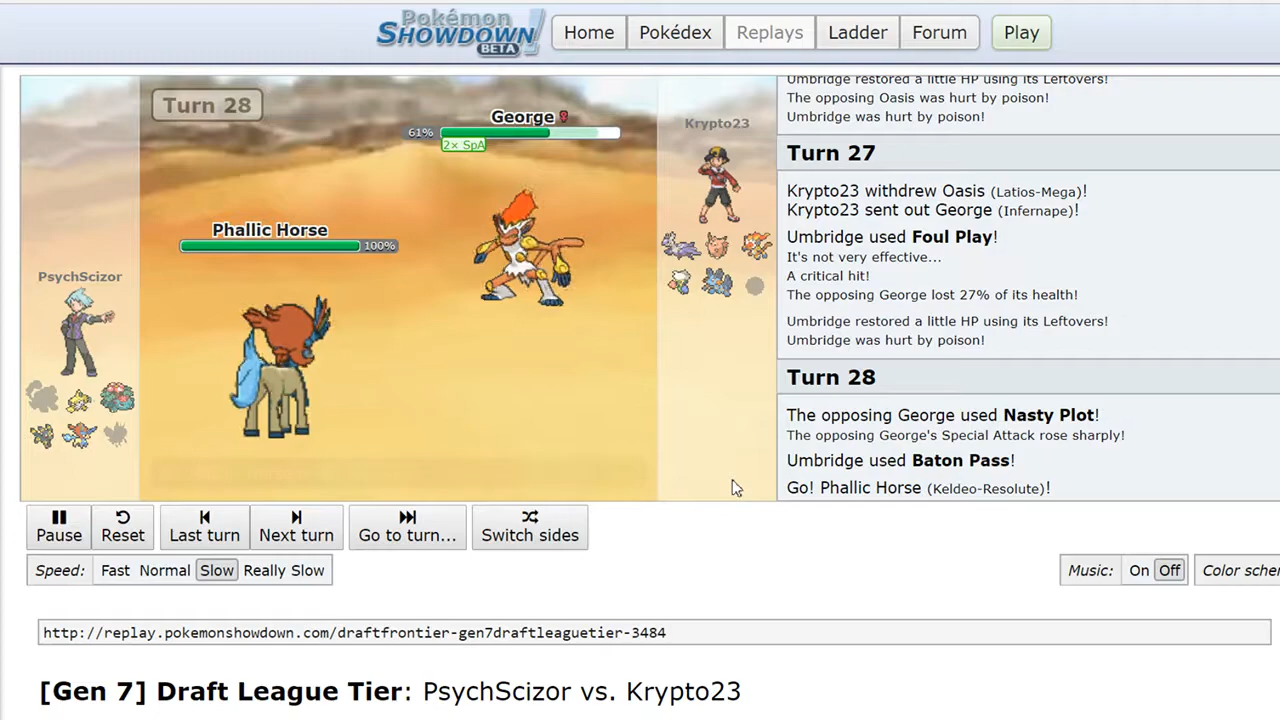 Pokémon
SHOWDOWN!
BETA
Home
Pokédex
Replays
Ladder
Forum
Play
Turn 28
George
61%
2× SpA
Phallic Horse
100%
PsychScizor
Krypto23
Umbridge restored a little HP using its Leftovers!
The opposing Oasis was hurt by poison!
Umbridge was hurt by poison!
Turn 27
Krypto23 withdrew Oasis (Latios-Mega)!
Krypto23 sent out George (Infernape)!
Umbridge used Foul Play!
It's not very effective...
A critical hit!
The opposing George lost 27% of its health!
Umbridge restored a little HP using its Leftovers!
Umbridge was hurt by poison!
Turn 28
The opposing George used Nasty Plot!
The opposing George's Special Attack rose sharply!
Umbridge used Baton Pass!
Go! Phallic Horse (Keldeo-Resolute)!
Pause
Reset
Last turn
Next turn
Go to turn...
Switch sides
Speed: Fast Normal Slow Really Slow
Music: On Off
Color schem
http://replay.pokemonshowdown.com/draftfrontier-gen7draftleaguetier-3484
[Gen 7] Draft League Tier: PsychScizor vs. Krypto23